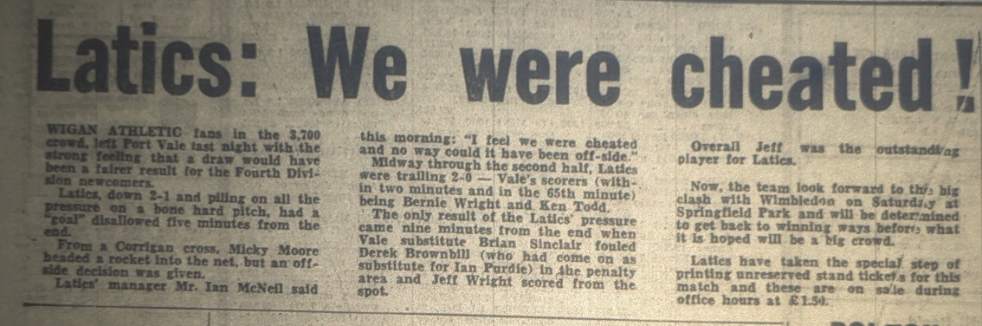 Latics: We were cheated!
WIGAN ATHLETIC fans in the 3,700
crowd, left Port Vale last night with the
strong feeling that a draw would have
been a fairer result for the Fourth Divi-
sion newcomers.
Latics, down 2-1 and piling on all the
pressure on a bone hard pitch, had a
"goal" disallowed five minutes from the
end.
From a Corrigan cross, Micky Moore
headed a rocket into the net, but an off-
side decision was given.
Latics' manager Mr. Ian McNeil said
this morning: "I feel we were cheated
and no way could it have been off-side."
Midway through the second half, Latics
were trailing 2-0 — Vale's scorers (with-
in two minutes and in the 65th minute)
being Bernie Wright and Ken Todd.
The only result of the Latics' pressure
came nine minutes from the end when
Vale substitute Brian Sinclair fouled
Derek Brownbill (who had come on as
substitute for Ian Purdie) in the penalty
area and Jeff Wright scored from the
spot.
Overall Jeff was the outstanding
player for Latics.
Now, the team look forward to this big
clash with Wimbledon on Saturday at
Springfield Park and will be determined
to get back to winning ways before what
it is hoped will be a big crowd.
Latics have taken the special step of
printing unreserved stand tickets for this
match and these are on sale during
office hours at £1.50.